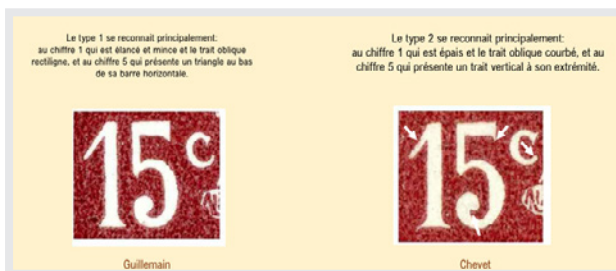 Le type 1 se reconnait principalement:
au chiffre 1 qui est élancé et mince et le trait oblique
rectiligne, et au chiffre 5 qui présente un triangle au bas
de sa barre horizontale.
Le type 2 se reconnait principalement:
au chiffre 1 qui est épais et le trait oblique courbé, et au
chiffre 5 qui présente un trait vertical à son extrémité.
15 c
15 c
Guillemain
Chevet